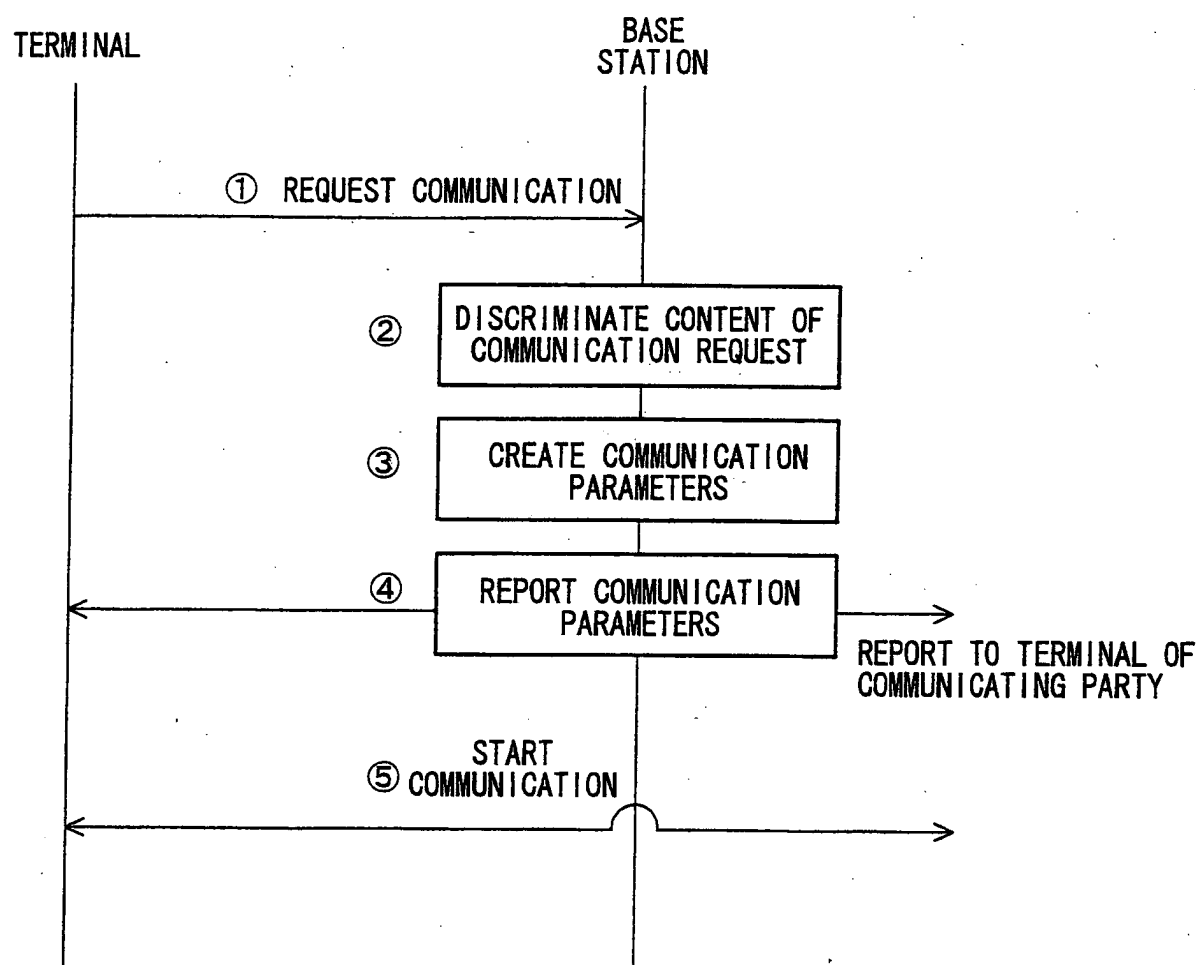 TERMINAL
BASE
STATION
① REQUEST COMMUNICATION
② DISCRIMINATE CONTENT OF
COMMUNICATION REQUEST
③ CREATE COMMUNICATION
PARAMETERS
④ REPORT COMMUNICATION
PARAMETERS
REPORT TO TERMINAL OF
COMMUNICATING PARTY
START
⑤ COMMUNICATION